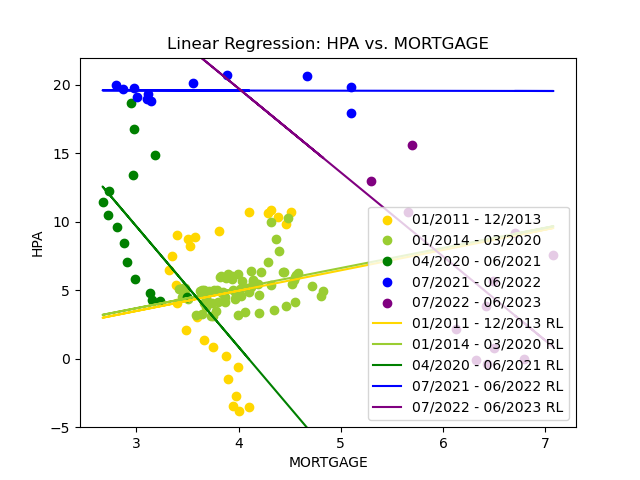 Linear Regression: HPA vs. MORTGAGE
20
15
10
5
0
−5
HPA
3
4
5
6
7
MORTGAGE
01/2011 - 12/2013
01/2014 - 03/2020
04/2020 - 06/2021
07/2021 - 06/2022
07/2022 - 06/2023
01/2011 - 12/2013 RL
01/2014 - 03/2020 RL
04/2020 - 06/2021 RL
07/2021 - 06/2022 RL
07/2022 - 06/2023 RL